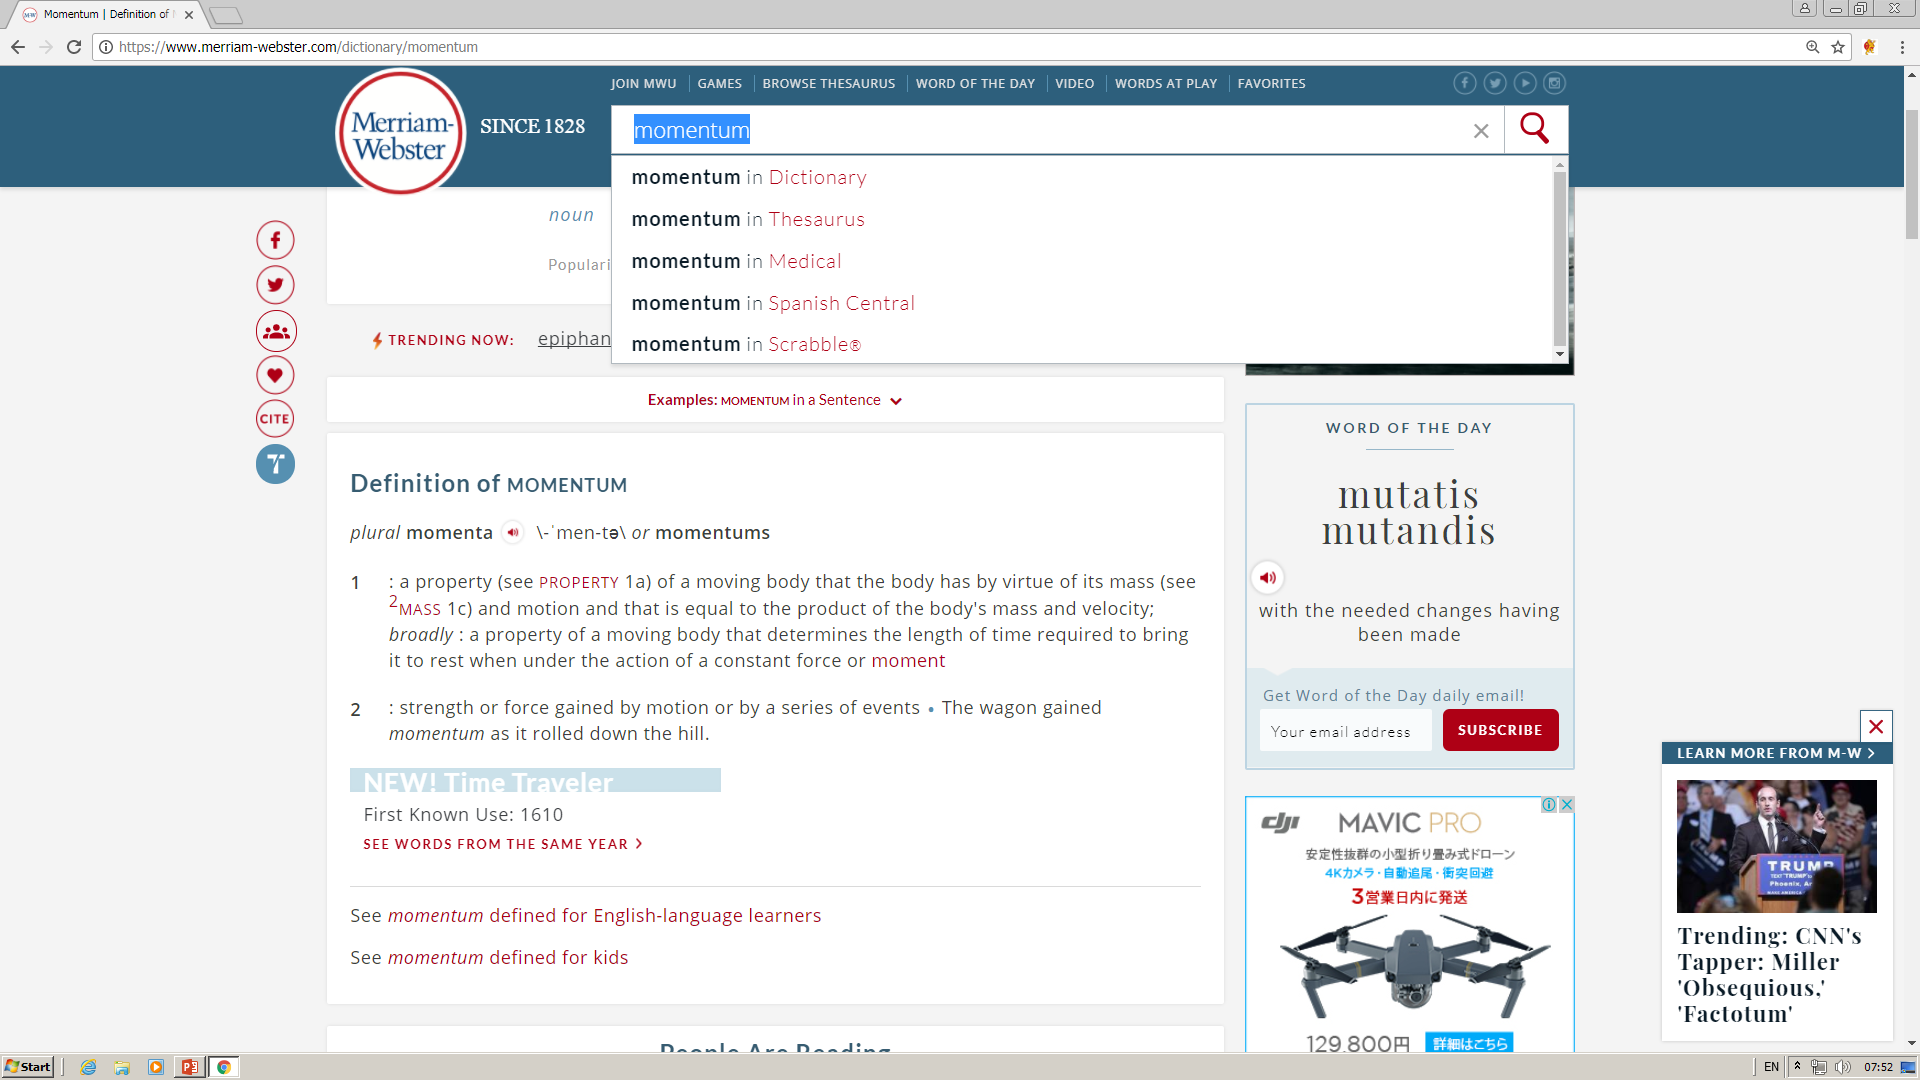 Momentum | Definition of
https://www.merriam-webster.com/dictionary/momentum
JOIN MWU
GAMES
BROWSE THESAURUS
WORD OF THE DAY
VIDEO
WORDS AT PLAY
FAVORITES
Merriam-
Webster
SINCE 1828
momentum
momentum in Dictionary
momentum in Thesaurus
momentum in Medical
momentum in Spanish Central
momentum in Scrabble®
noun
Populari
TRENDING NOW:
epiphan
CITE
Examples: MOMENTUM in a Sentence
Definition of MOMENTUM
plural momenta \-ˈmen-tə\ or momentums
1 : a property (see PROPERTY 1a) of a moving body that the body has by virtue of its mass (see
2MASS 1c) and motion and that is equal to the product of the body's mass and velocity;
broadly : a property of a moving body that determines the length of time required to bring
it to rest when under the action of a constant force or moment
2 : strength or force gained by motion or by a series of events • The wagon gained
momentum as it rolled down the hill.
NEW! Time Traveler
First Known Use: 1610
SEE WORDS FROM THE SAME YEAR
See momentum defined for English-language learners
See momentum defined for kids
People Are Reading
WORD OF THE DAY
mutatis
mutandis
with the needed changes having
been made
Get Word of the Day daily email!
Your email address
SUBSCRIBE
dji MAVIC PRO
安定性抜群の小型折り畳み式ドローン
4Kカメラ・自動追尾・衝突回避
3営業日内に発送
129,800円
詳細はこちら
LEARN MORE FROM M-W
TRUMP
Phoenix, Ar
Trending: CNN's
Tapper: Miller
'Obsequious,'
'Factotum'
Start
EN
07:52